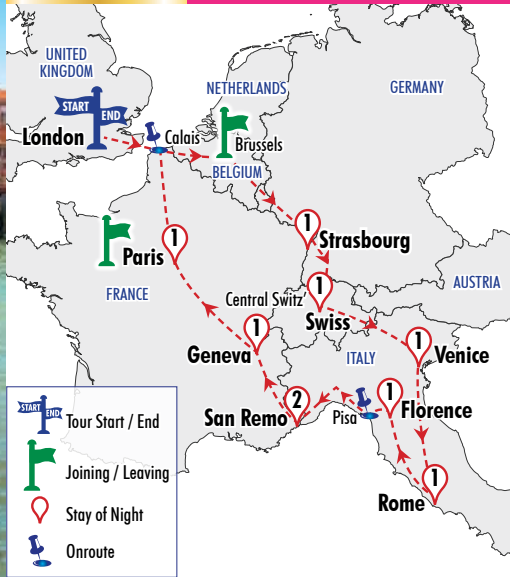 UNITED
KINGDOM
NETHERLANDS
GERMANY
START
END
London
Calais
Brussels
BELGIUM
1
Strasbourg
1
Paris
AUSTRIA
FRANCE
Central Switz'
1
Swiss
1
Geneva
ITALY
1
Venice
2
San Remo
Pisa
1
Florence
1
Rome
START
END
Tour Start / End
Joining / Leaving
Stay of Night
Onroute